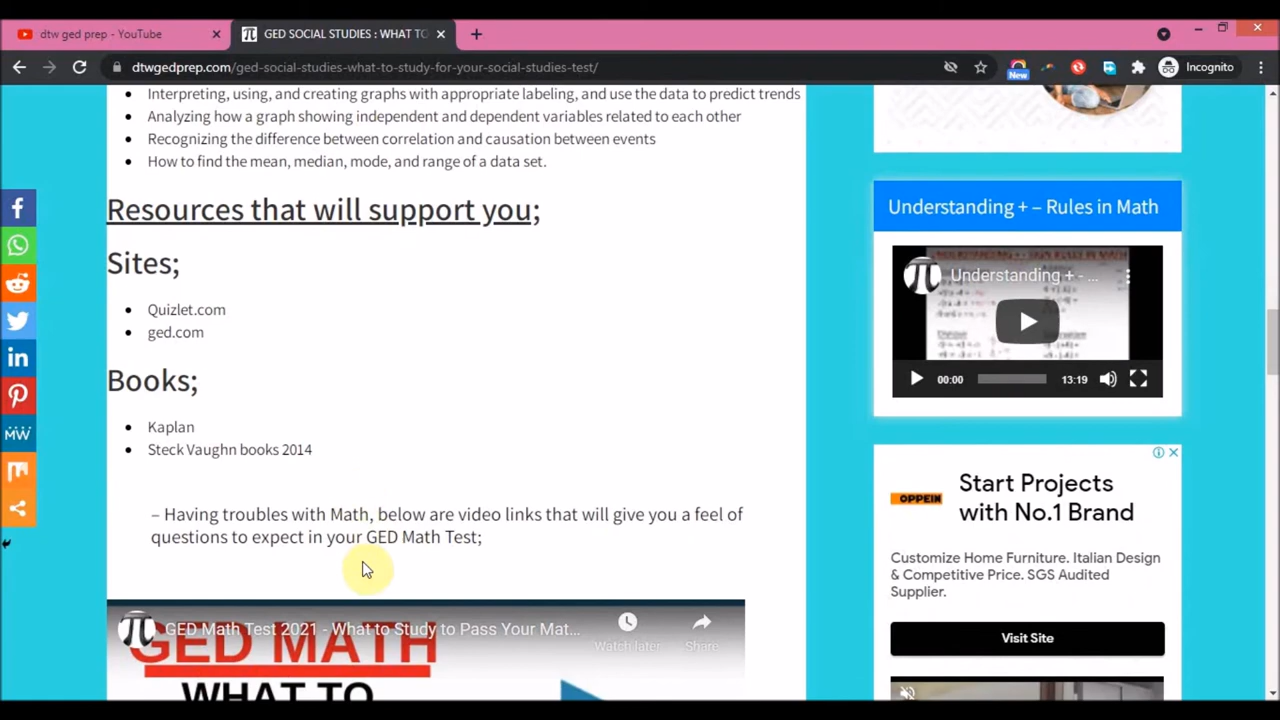 dtw ged prep - YouTube
GED SOCIAL STUDIES : WHAT TO
dtwgedprep.com/ged-social-studies-what-to-study-for-your-social-studies-test/
New
Incognito
Interpreting, using, and creating graphs with appropriate labeling, and use the data to predict trends
Analyzing how a graph showing independent and dependent variables related to each other
Recognizing the difference between correlation and causation between events
How to find the mean, median, mode, and range of a data set.
Resources that will support you;
Sites;
Quizlet.com
ged.com
Books;
Kaplan
Steck Vaughn books 2014
– Having troubles with Math, below are video links that will give you a feel of
questions to expect in your GED Math Test;
GED Math Test 2021 - What to Study to Pass Your Mat...
Watch later
Share
GED MATH
WHAT TO
Understanding + – Rules in Math
Understanding + - ...
00:00
13:19
OPPEIN
Start Projects
with No.1 Brand
Customize Home Furniture. Italian Design
& Competitive Price. SGS Audited
Supplier.
Visit Site